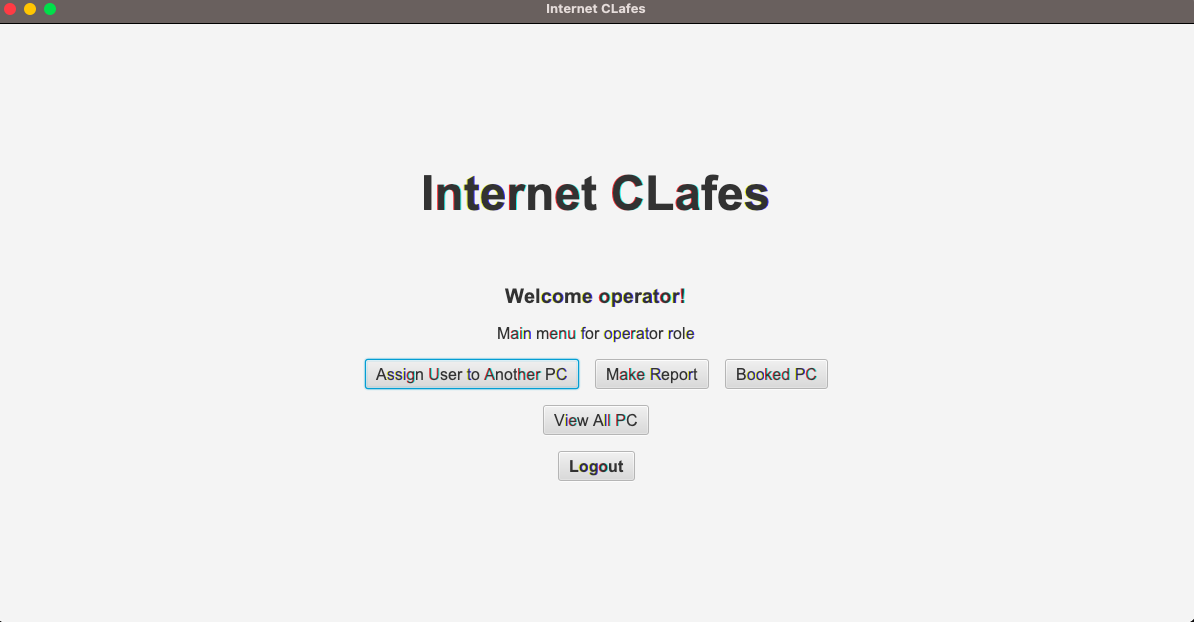 Internet CLafes
Internet CLafes
Welcome operator!
Main menu for operator role
Assign User to Another PC Make Report Booked PC
View All PC
Logout